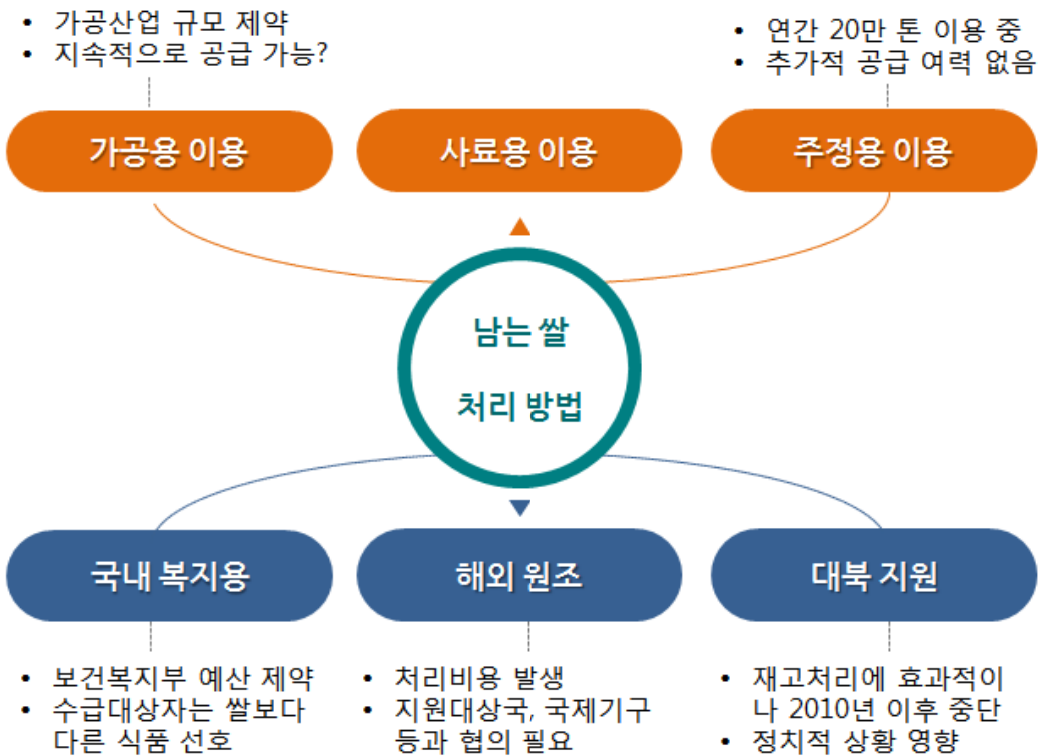 • 가공산업 규모 제약
• 지속적으로 공급 가능?
• 연간 20만 톤 이용 중
• 추가적 공급 여력 없음
가공용 이용
사료용 이용
주정용 이용
남는 쌀
처리 방법
국내 복지용
해외 원조
대북 지원
• 보건복지부 예산 제약
• 수급대상자는 쌀보다
다른 식품 선호
• 처리비용 발생
• 지원대상국, 국제기구
등과 협의 필요
• 재고처리에 효과적이
나 2010년 이후 중단
• 정치적 상황 영향